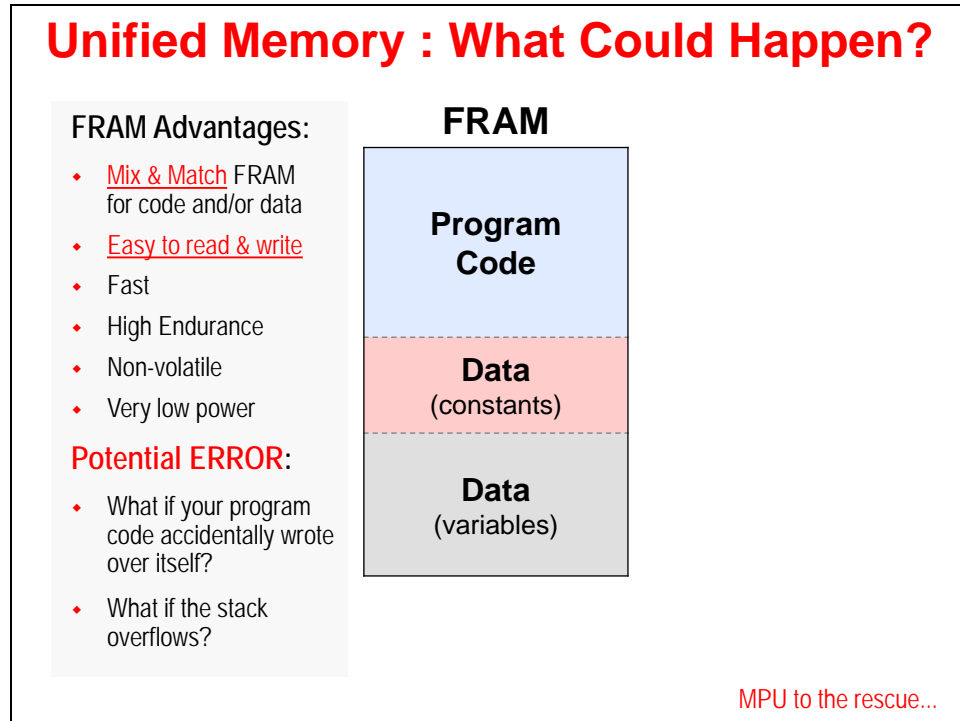 Unified Memory : What Could Happen?
FRAM Advantages:
Mix & Match FRAM
for code and/or data
Easy to read & write
Fast
High Endurance
Non-volatile
Very low power
Potential ERROR:
What if your program
code accidentally wrote
over itself?
What if the stack
overflows?
FRAM
Program
Code
Data
(constants)
Data
(variables)
MPU to the rescue...